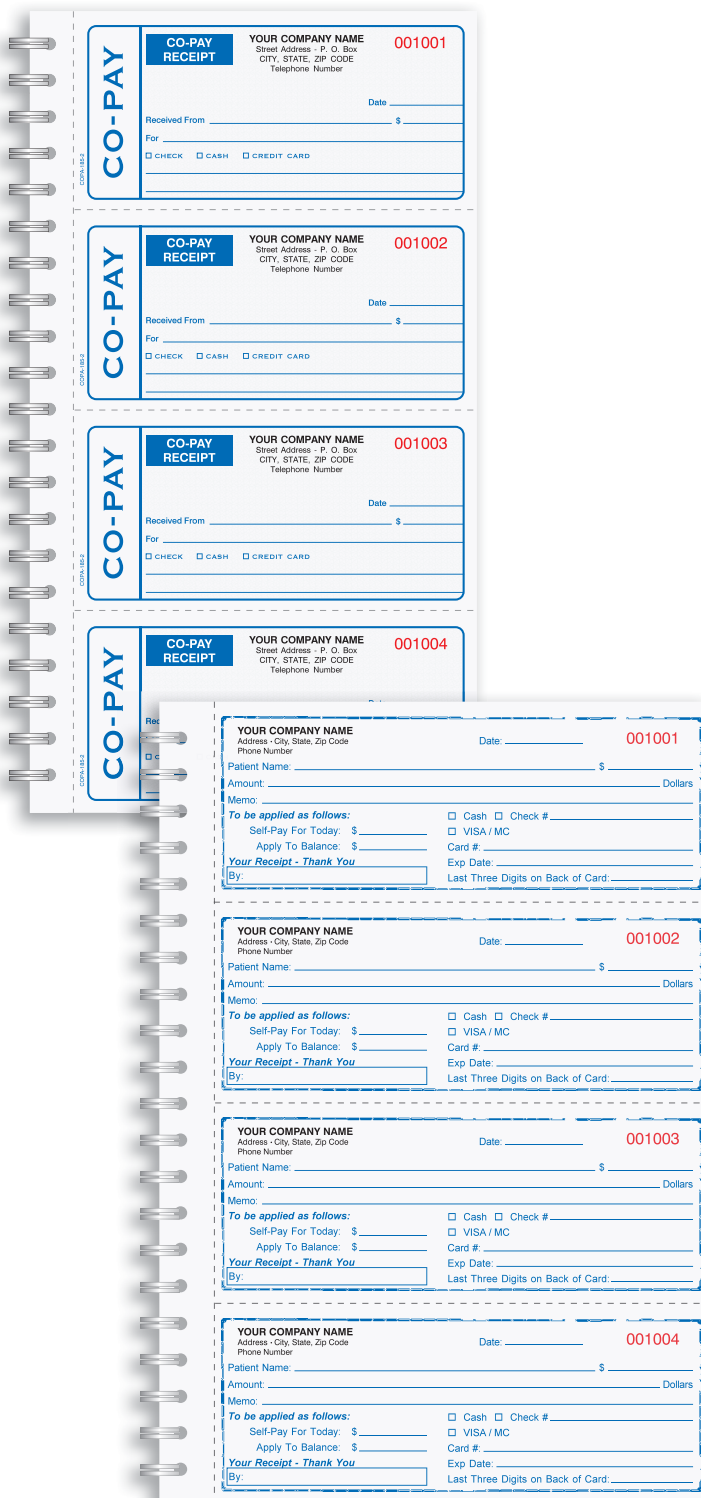 CO-PAY
COPA-185-2
CO-PAY RECEIPT
YOUR COMPANY NAME
Street Address - P. O. Box
CITY, STATE, ZIP CODE
Telephone Number
001001
Date
Received From $
For
CHECK CASH CREDIT CARD
CO-PAY
COPA-185-2
CO-PAY RECEIPT
YOUR COMPANY NAME
Street Address - P. O. Box
CITY, STATE, ZIP CODE
Telephone Number
001002
Date
Received From $
For
CHECK CASH CREDIT CARD
CO-PAY
COPA-185-2
CO-PAY RECEIPT
YOUR COMPANY NAME
Street Address - P. O. Box
CITY, STATE, ZIP CODE
Telephone Number
001003
Date
Received From $
For
CHECK CASH CREDIT CARD
CO-PAY
COPA-185-2
CO-PAY RECEIPT
YOUR COMPANY NAME
Street Address - P. O. Box
CITY, STATE, ZIP CODE
Telephone Number
001004
YOUR COMPANY NAME
Address · City, State, Zip Code
Phone Number
Date: 001001
Patient Name: $
Amount: Dollars
Memo:
To be applied as follows:
Self-Pay For Today: $
Apply To Balance: $
Your Receipt - Thank You
By:
Cash Check #
VISA / MC
Card #:
Exp Date:
Last Three Digits on Back of Card:
YOUR COMPANY NAME
Address · City, State, Zip Code
Phone Number
Date: 001002
Patient Name: $
Amount: Dollars
Memo:
To be applied as follows:
Self-Pay For Today: $
Apply To Balance: $
Your Receipt - Thank You
By:
Cash Check #
VISA / MC
Card #:
Exp Date:
Last Three Digits on Back of Card:
YOUR COMPANY NAME
Address · City, State, Zip Code
Phone Number
Date: 001003
Patient Name: $
Amount: Dollars
Memo:
To be applied as follows:
Self-Pay For Today: $
Apply To Balance: $
Your Receipt - Thank You
By:
Cash Check #
VISA / MC
Card #:
Exp Date:
Last Three Digits on Back of Card:
YOUR COMPANY NAME
Address · City, State, Zip Code
Phone Number
Date: 001004
Patient Name: $
Amount: Dollars
Memo:
To be applied as follows:
Self-Pay For Today: $
Apply To Balance: $
Your Receipt - Thank You
By:
Cash Check #
VISA / MC
Card #:
Exp Date:
Last Three Digits on Back of Card: